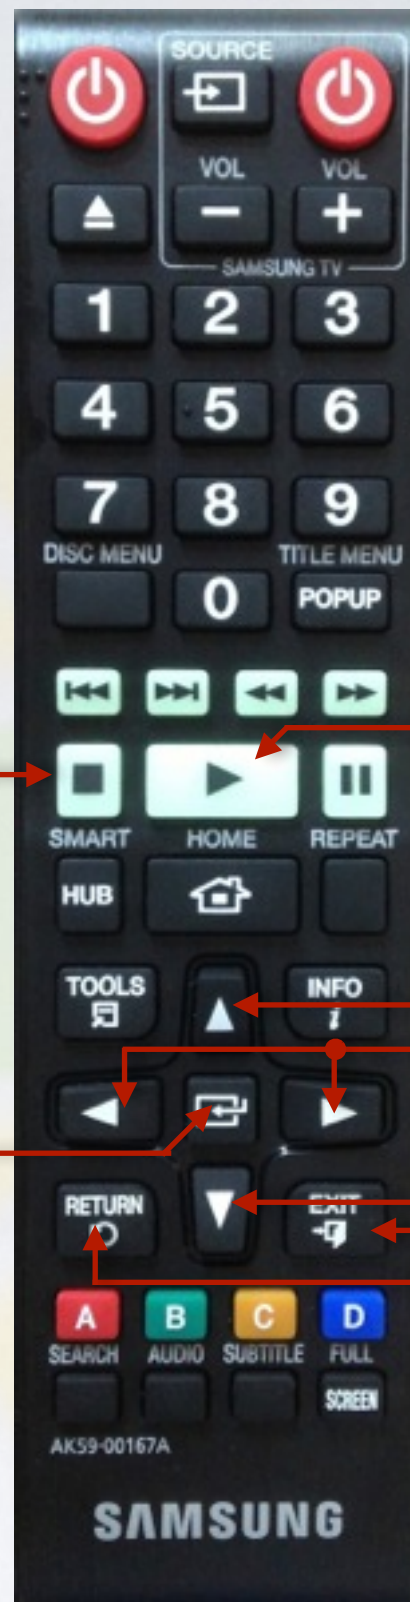 SOURCE
VOL VOL
SAMSUNG TV
1 2 3
4 5 6
7 8 9
DISC MENU TITLE MENU
0 POPUP
SMART HOME REPEAT
HUB
TOOLS INFO
i
RETURN EXIT
A B C D
SEARCH AUDIO SUBTITLE FULL
SCREEN
AK59-00167A
SAMSUNG